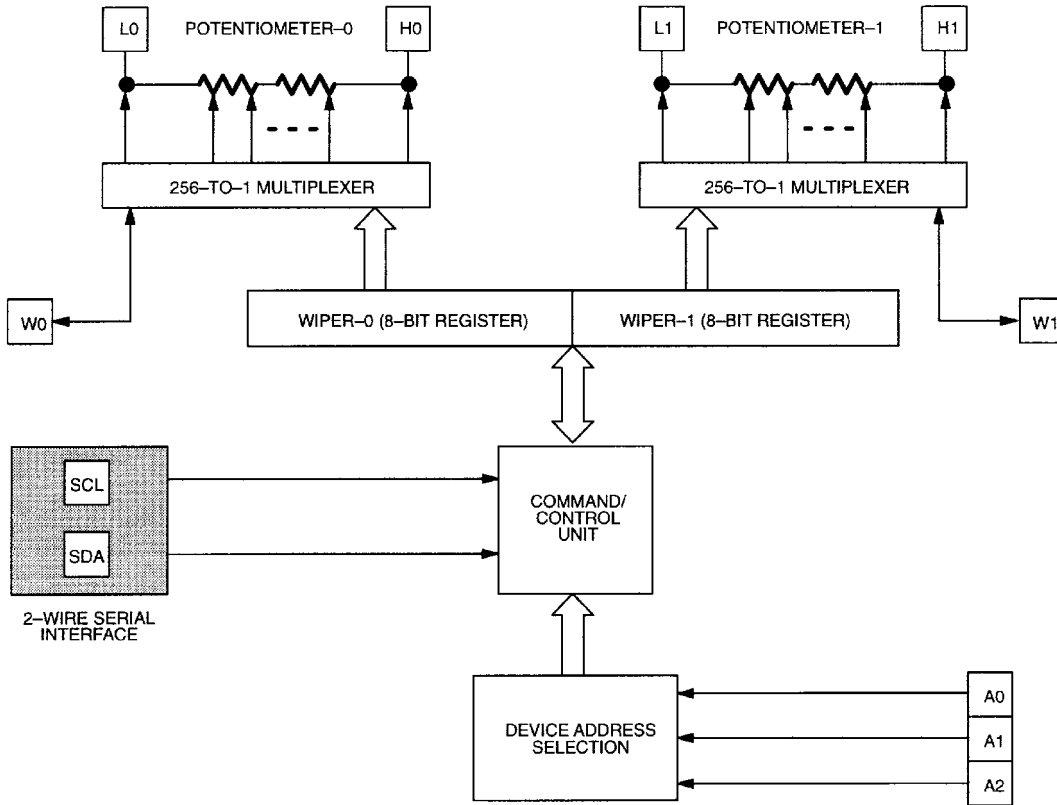 L0
POTENTIOMETER–0
H0
L1
POTENTIOMETER–1
H1
256–TO–1 MULTIPLEXER
256–TO–1 MULTIPLEXER
W0
WIPER–0 (8–BIT REGISTER)
WIPER–1 (8–BIT REGISTER)
W1
SCL
SDA
2–WIRE SERIAL
INTERFACE
COMMAND/
CONTROL
UNIT
DEVICE ADDRESS
SELECTION
A0
A1
A2